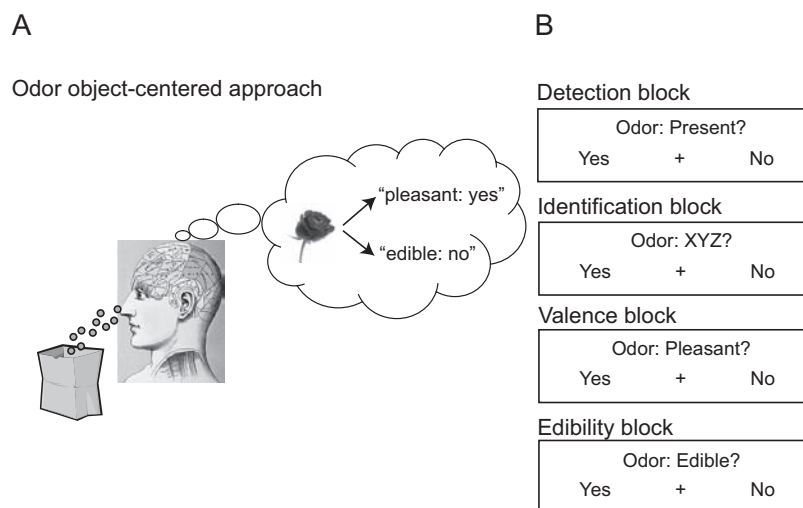 A
Odor object-centered approach
"pleasant: yes"
"edible: no"
B
Detection block
Odor: Present?
Yes + No
Identification block
Odor: XYZ?
Yes + No
Valence block
Odor: Pleasant?
Yes + No
Edibility block
Odor: Edible?
Yes + No